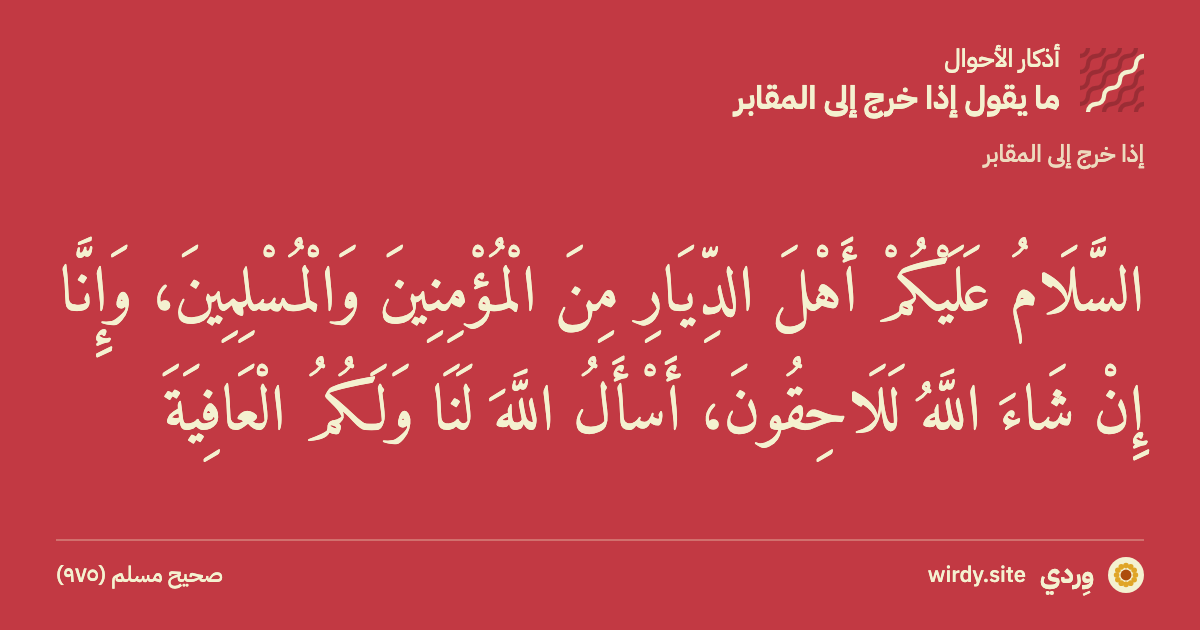 أذكار الأحوال
ما يقول إذا خرج إلى المقابر
إذا خرج إلى المقابر
السَّلَامُ عَلَيْكُمْ أَهْلَ الدِّيَارِ مِنَ الْمُؤْمِنِينَ وَالْمُسْلِمِينَ، وَإِنَّا
إِنْ شَاءَ اللَّهُ لَلَاحِقُونَ، أَسْأَلُ اللَّهَ لَنَا وَلَكُمُ الْعَافِيَةَ
وِردي wirdy.site
صحيح مسلم (٩٧٥)